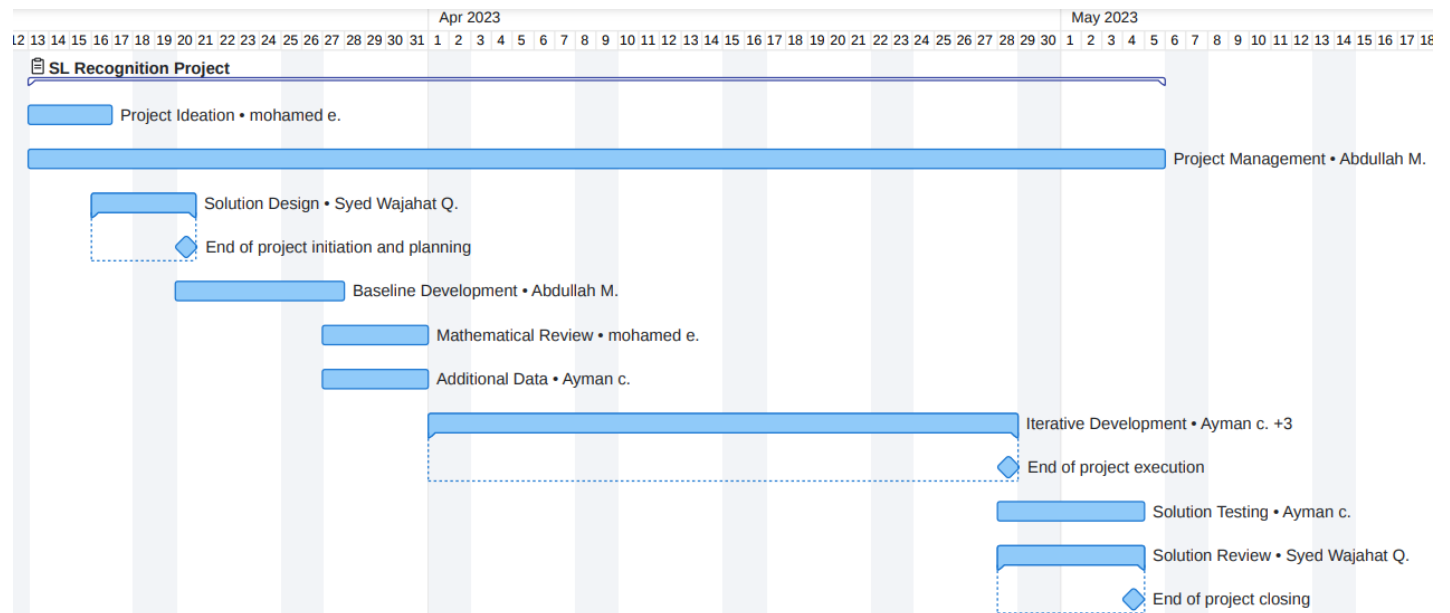 Apr 2023 May 2023
12 13 14 15 16 17 18 19 20 21 22 23 24 25 26 27 28 29 30 31 1 2 3 4 5 6 7 8 9 10 11 12 13 14 15 16 17 18 19 20 21 22 23 24 25 26 27 28 29 30 1 2 3 4 5 6 7 8 9 10 11 12 13 14 15 16 17 18
SL Recognition Project
Project Ideation • mohamed e.
Project Management • Abdullah M.
Solution Design • Syed Wajahat Q.
End of project initiation and planning
Baseline Development • Abdullah M.
Mathematical Review • mohamed e.
Additional Data • Ayman c.
Iterative Development • Ayman c. +3
End of project execution
Solution Testing • Ayman c.
Solution Review • Syed Wajahat Q.
End of project closing